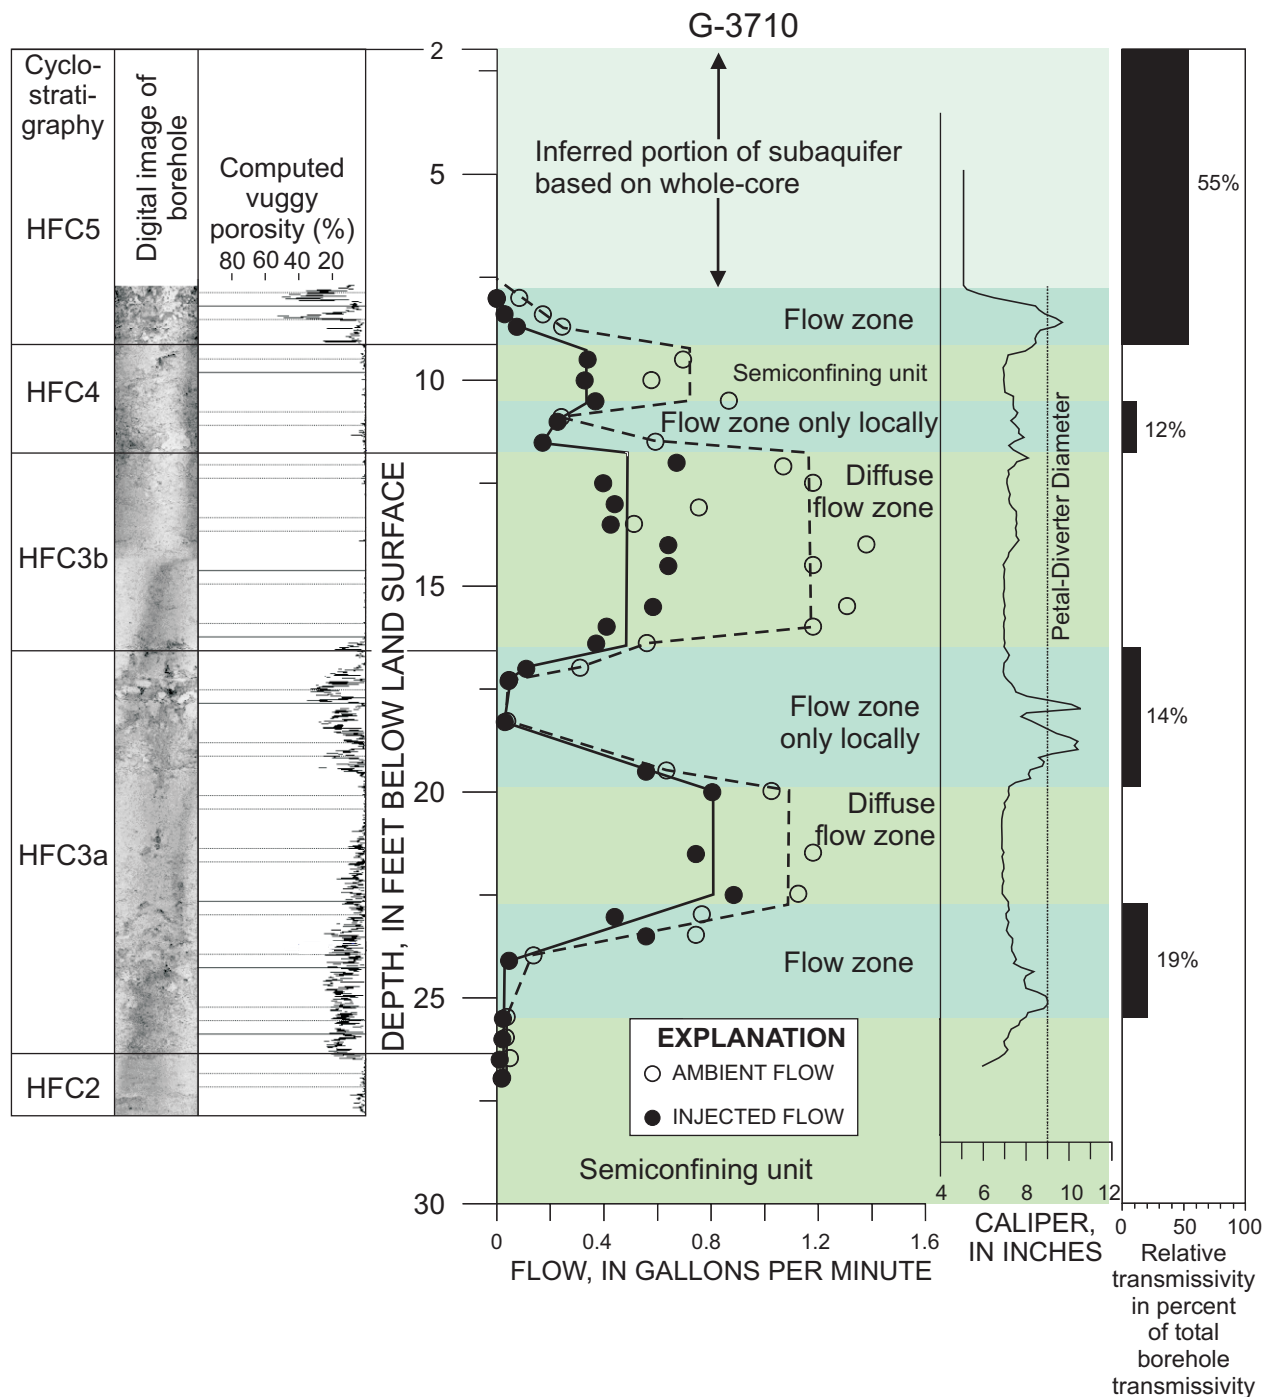 G-3710
Cyclo-
strati-
graphy
Digital image of
borehole
Computed
vuggy
porosity (%)
80 60 40 20
HFC5
HFC4
HFC3b
HFC3a
HFC2
DEPTH, IN FEET BELOW LAND SURFACE
2
5
10
15
20
25
30
Inferred portion of subaquifer
based on whole-core
Flow zone
Semiconfining unit
Flow zone only locally
Diffuse
flow zone
Flow zone
only locally
Diffuse
flow zone
Flow zone
EXPLANATION
AMBIENT FLOW
INJECTED FLOW
Semiconfining unit
0 0.4 0.8 1.2 1.6
FLOW, IN GALLONS PER MINUTE
Petal-Diverter Diameter
4 6 8 10 12
CALIPER,
IN INCHES
55%
12%
14%
19%
0 50 100
Relative
transmissivity
in percent
of total
borehole
transmissivity